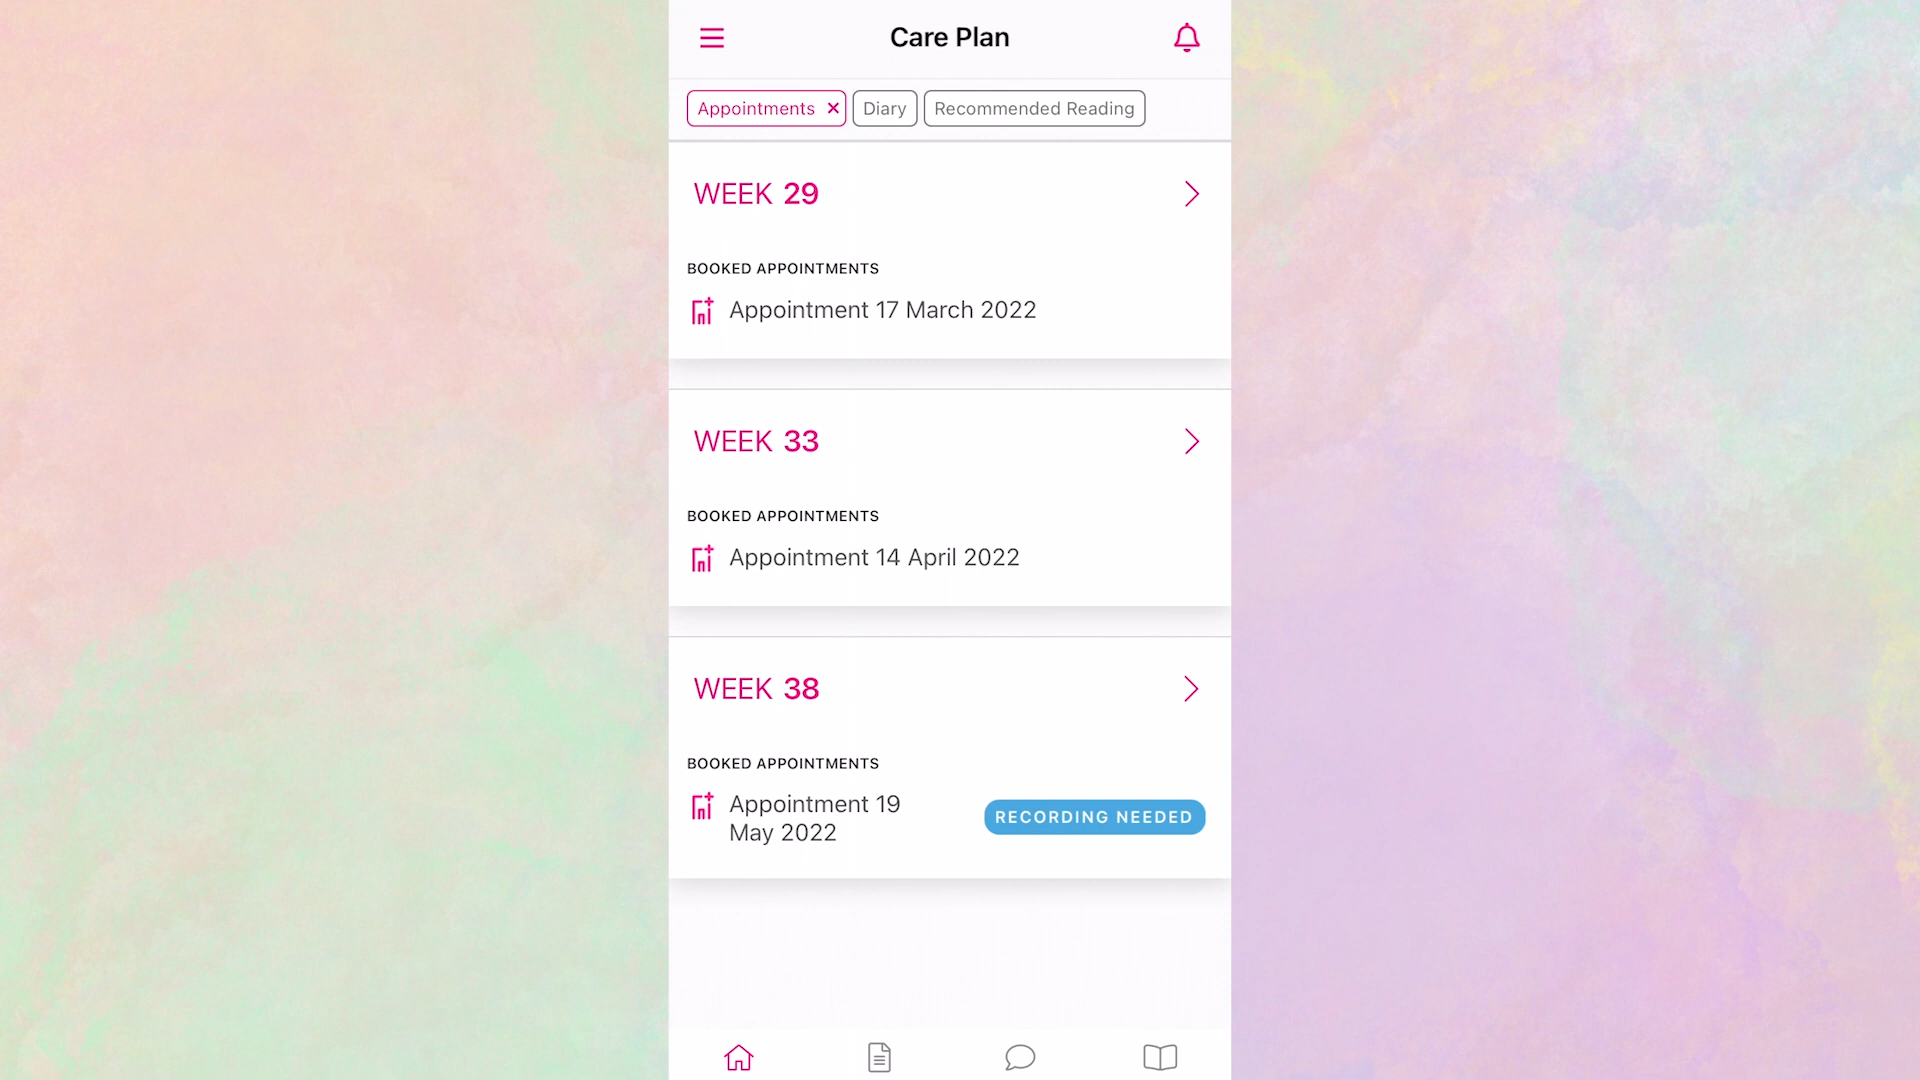 Care Plan
Appointments ×
Diary
Recommended Reading
WEEK 29
BOOKED APPOINTMENTS
Appointment 17 March 2022
WEEK 33
BOOKED APPOINTMENTS
Appointment 14 April 2022
WEEK 38
BOOKED APPOINTMENTS
Appointment 19
May 2022
RECORDING NEEDED